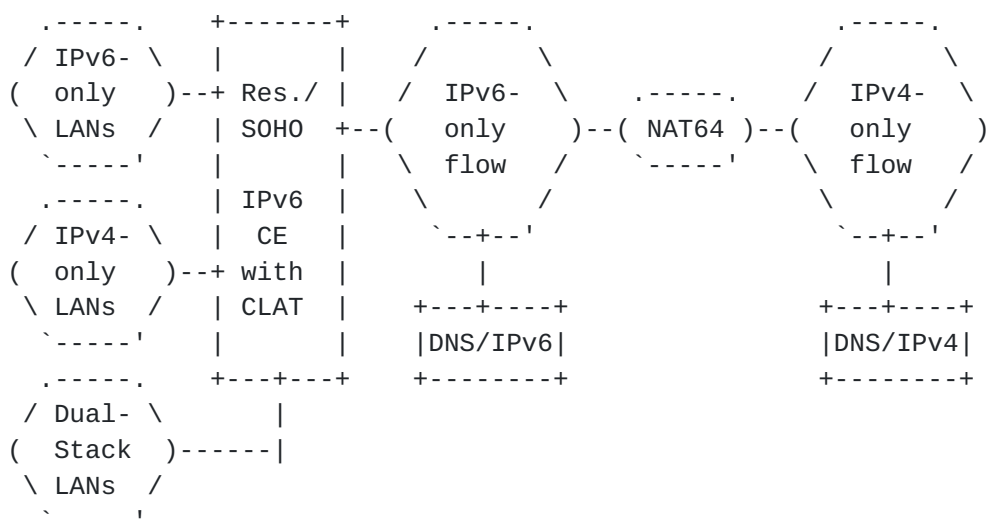 IPv6-
only
LANs
IPv4-
only
LANs
Dual-
Stack
LANs
Res./
SOHO
IPv6
CE
with
CLAT
IPv6-
only
flow
DNS/IPv6
NAT64
IPv4-
only
flow
DNS/IPv4